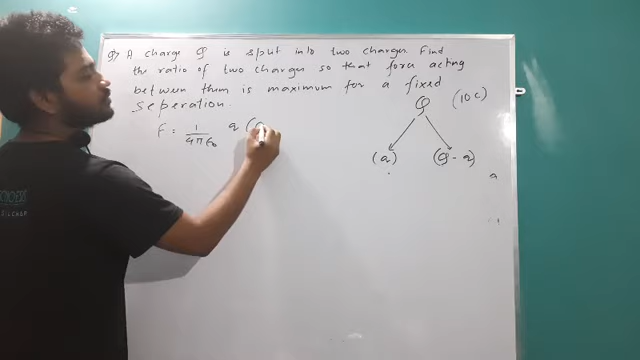 Q) A charge Q is split into two charges. Find
the ratio of two charges so that force acting
between them is maximum for a fixed
seperation.
Q (10 C)
F = 1/4πε₀ q (
(q) (Q - q)